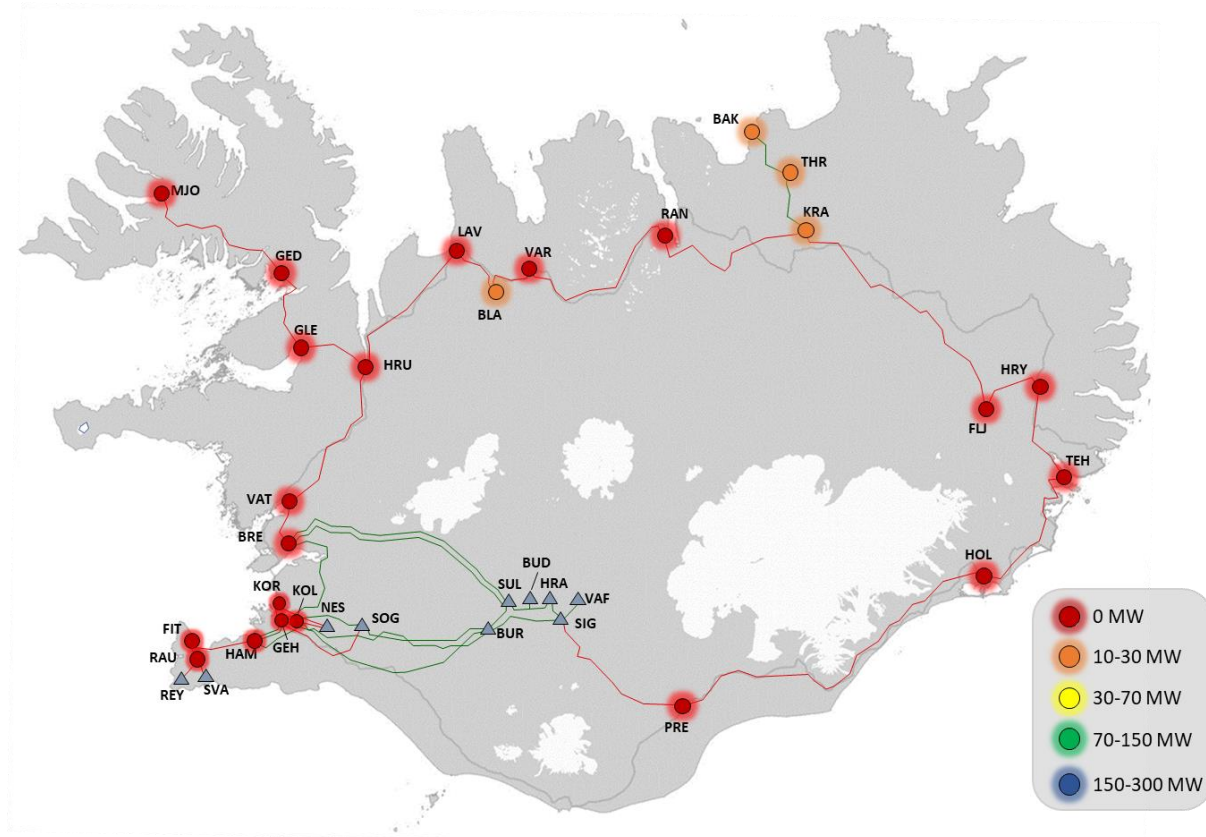 BAK
THR
MJO
KRA
RAN
LAV
VAR
GED
BLA
GLE
HRU
HRY
FLJ
TEH
VAT
BRE
HOL
BUD
HRA
SUL
VAF
KOR
KOL
NES
SOG
SIG
BUR
FIT
GEH
HAM
RAU
REY
SVA
PRE
0 MW
10-30 MW
30-70 MW
70-150 MW
150-300 MW